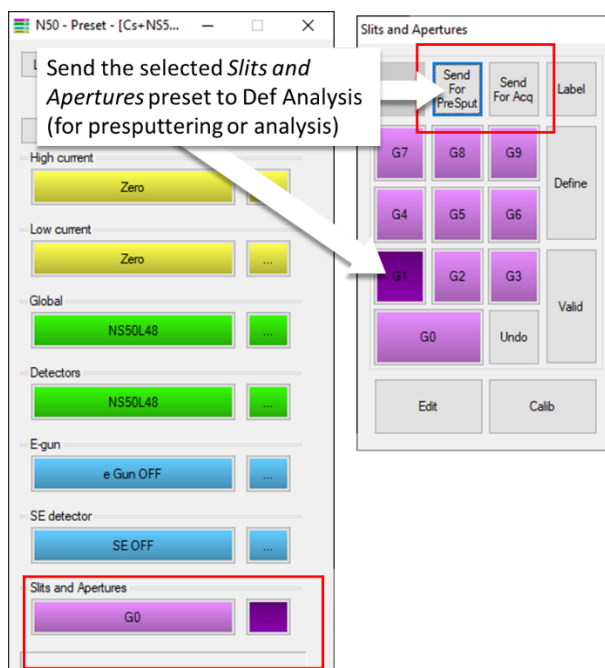 N50 - Preset - [Cs+NS5...
Send the selected Slits and
Apertures preset to Def Analysis
(for presputtering or analysis)
High current
Zero
Low current
Zero
...
Global
NS50L48
...
Detectors
NS50L48
...
E-gun
e Gun OFF
...
SE detector
SE OFF
...
Slits and Apertures
G0
...
Slits and Apertures
Send
For
PreSput
Send
For Acq
Label
G7
G8
G9
Define
G4
G5
G6
G1
G2
G3
Valid
G0
Undo
Edit
Calib